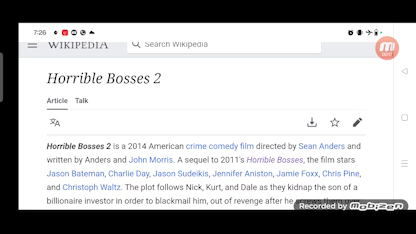 7:26
WIKIPEDIA
Search Wikipedia
Horrible Bosses 2
Article Talk
Horrible Bosses 2 is a 2014 American crime comedy film directed by Sean Anders and
written by Anders and John Morris. A sequel to 2011's Horrible Bosses, the film stars
Jason Bateman, Charlie Day, Jason Sudeikis, Jennifer Aniston, Jamie Foxx, Chris Pine,
and Christoph Waltz. The plot follows Nick, Kurt, and Dale as they kidnap the son of a
billionaire investor in order to blackmail him, out of revenge after he
Recorded by MOBIZEN